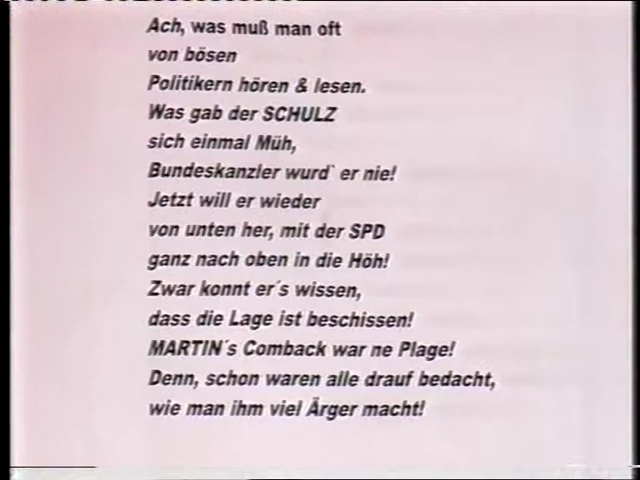 Ach, was muß man oft
von bösen
Politikern hören & lesen.
Was gab der SCHULZ
sich einmal Müh,
Bundeskanzler wurd` er nie!
Jetzt will er wieder
von unten her, mit der SPD
ganz nach oben in die Höh!
Zwar konnt er´s wissen,
dass die Lage ist beschissen!
MARTIN´s Comback war ne Plage!
Denn, schon waren alle drauf bedacht,
wie man ihm viel Ärger macht!